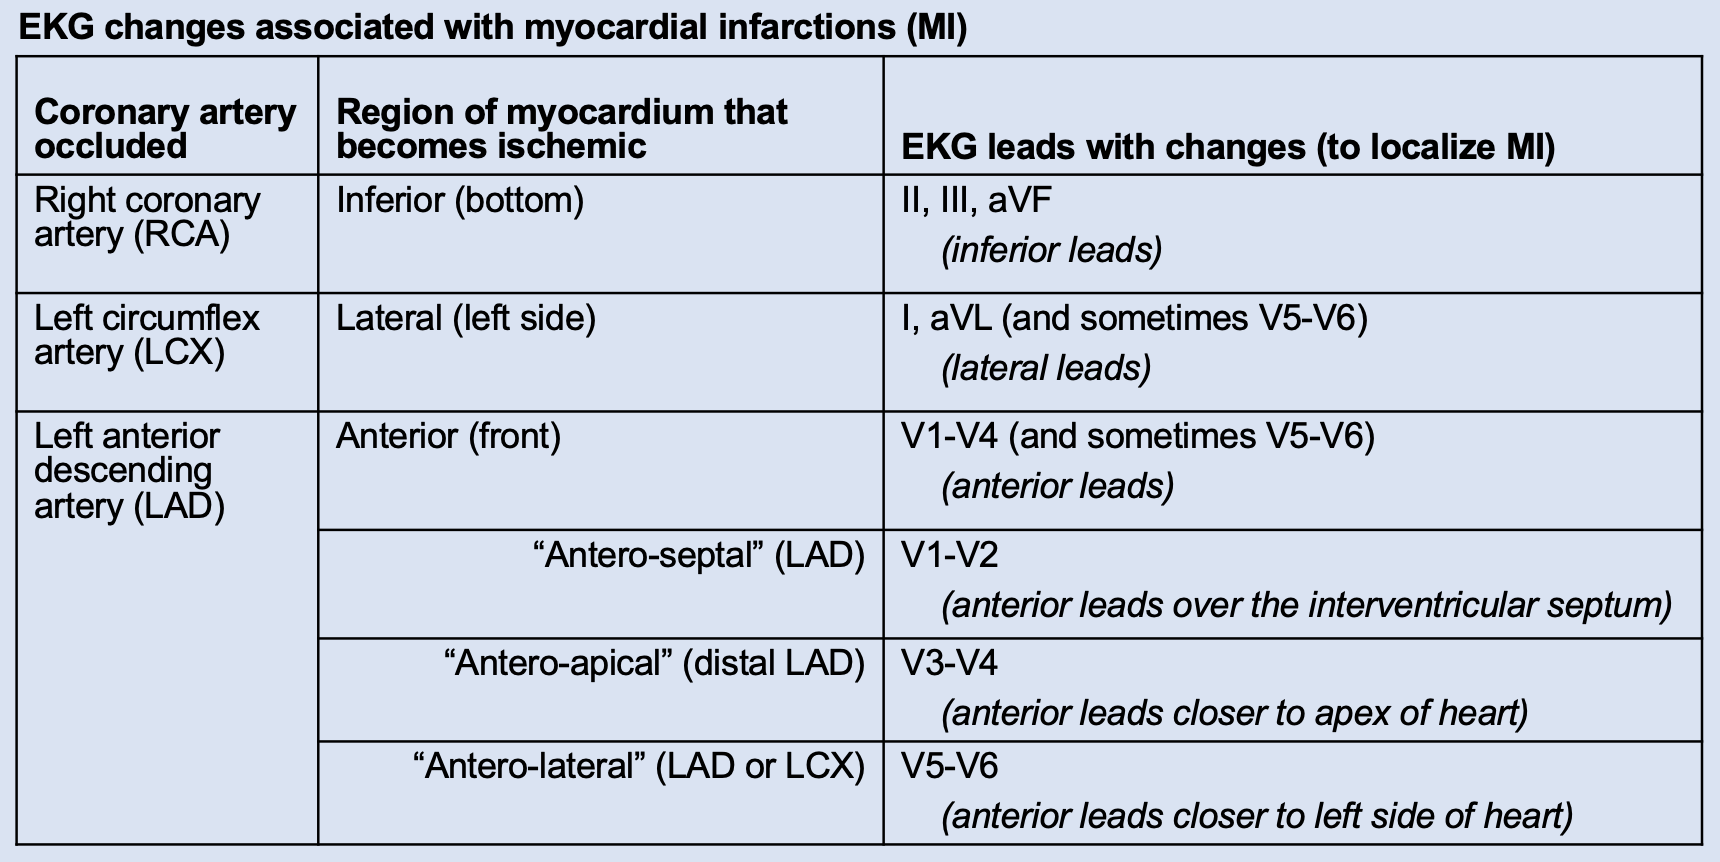 EKG changes associated with myocardial infarctions (MI)
Coronary artery
occluded
Region of myocardium that
becomes ischemic
EKG leads with changes (to localize MI)
Right coronary
artery (RCA)
Inferior (bottom)
II, III, aVF
(inferior leads)
Left circumflex
artery (LCX)
Lateral (left side)
I, aVL (and sometimes V5-V6)
(lateral leads)
Left anterior
descending
artery (LAD)
Anterior (front)
V1-V4 (and sometimes V5-V6)
(anterior leads)
“Antero-septal” (LAD)
V1-V2
(anterior leads over the interventricular septum)
“Antero-apical” (distal LAD)
V3-V4
(anterior leads closer to apex of heart)
“Antero-lateral” (LAD or LCX)
V5-V6
(anterior leads closer to left side of heart)